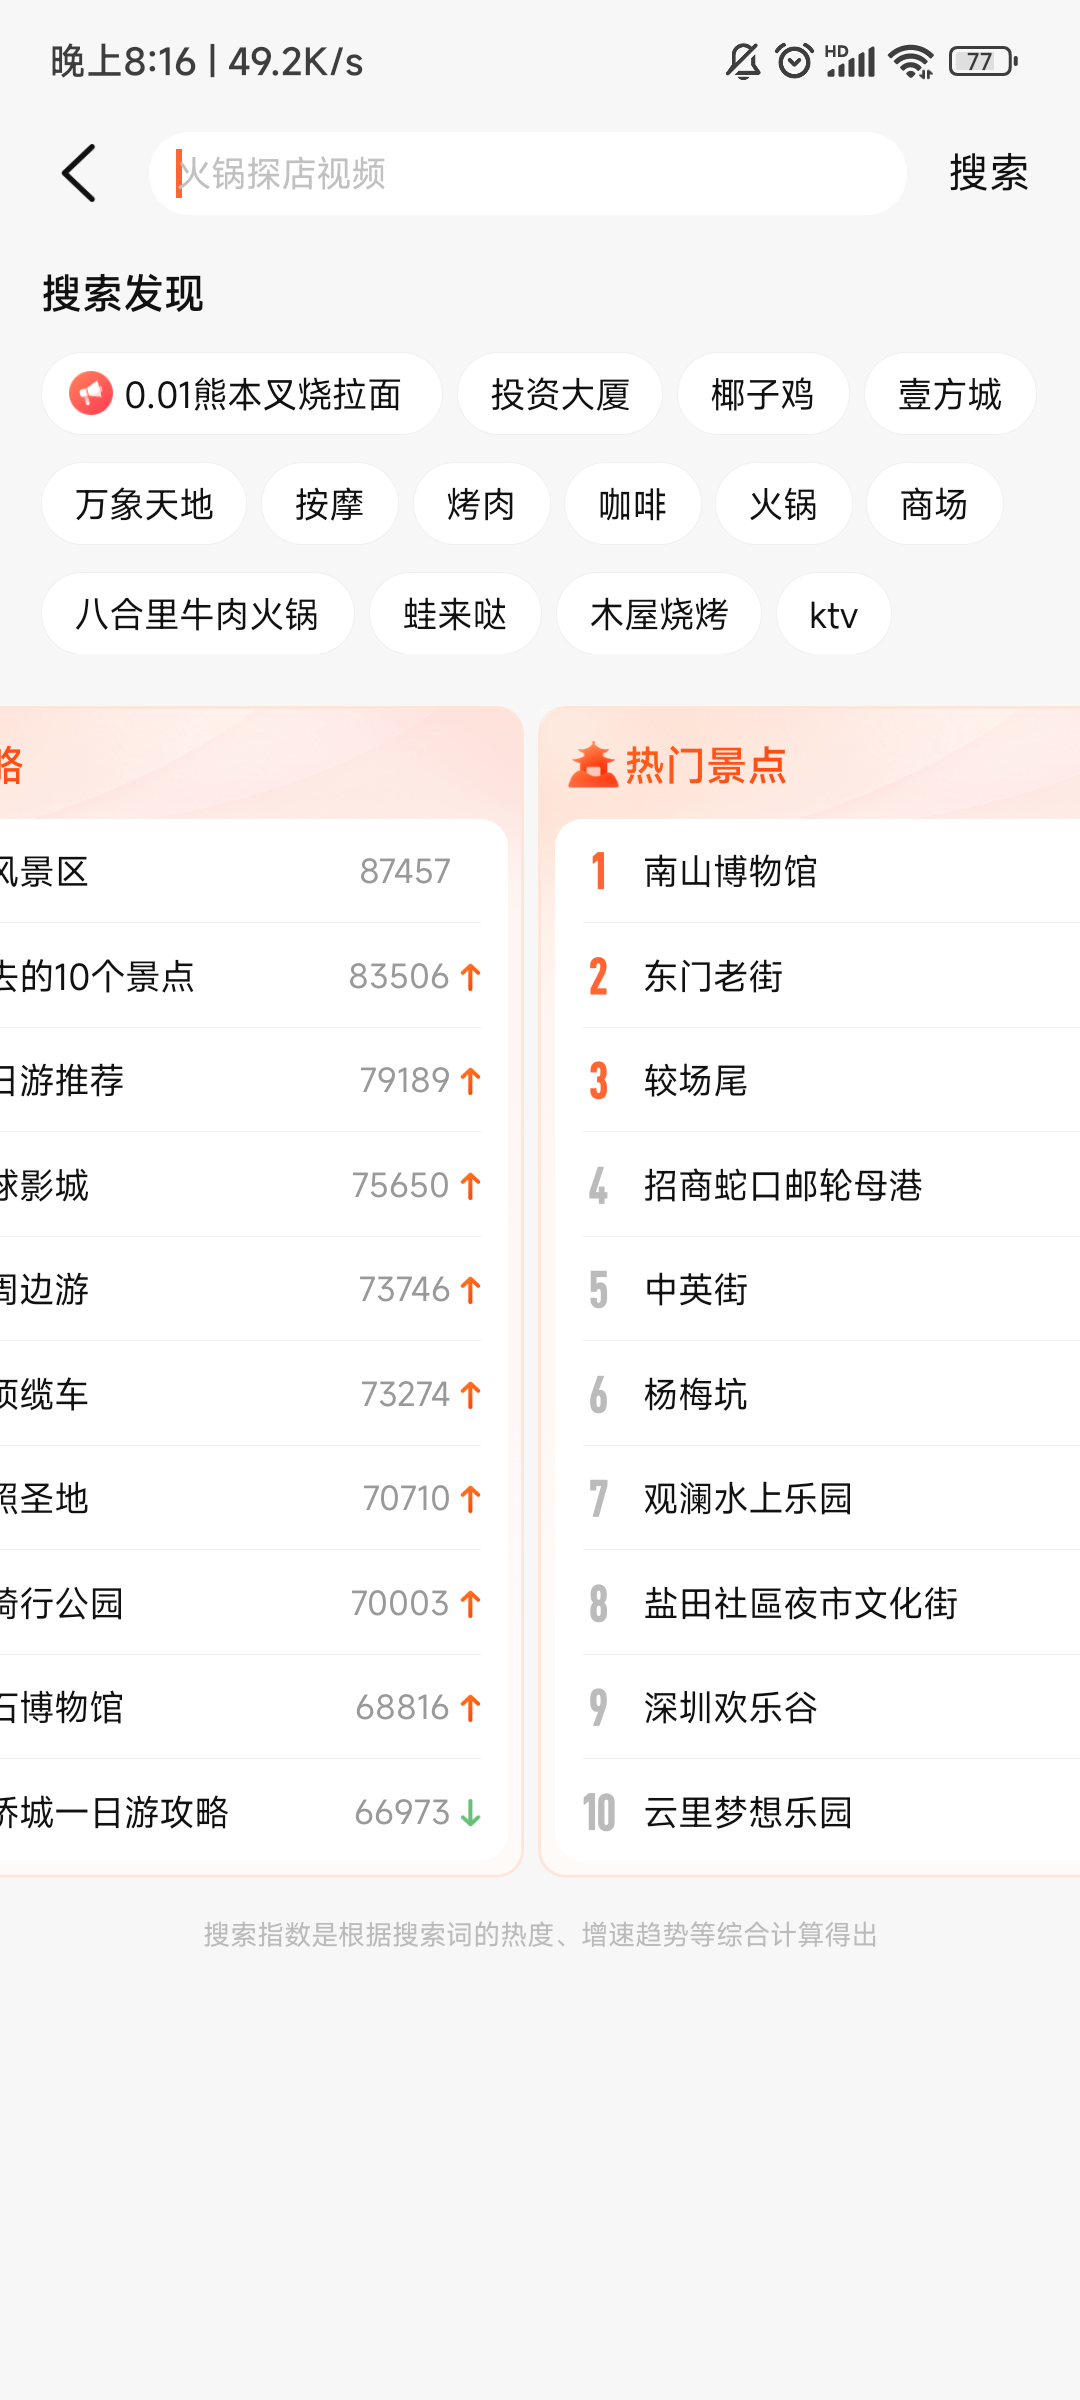 晚上8:16 | 49.2K/s
HD
77
火锅探店视频
搜索
搜索发现
0.01熊本叉烧拉面
投资大厦
椰子鸡
壹方城
万象天地
按摩
烤肉
咖啡
火锅
商场
八合里牛肉火锅
蛙来哒
木屋烧烤
ktv
略
风景区 87457
去的10个景点 83506
日游推荐 79189
球影城 75650
周边游 73746
顶缆车 73274
照圣地 70710
骑行公园 70003
石博物馆 68816
侨城一日游攻略 66973
热门景点
1 南山博物馆
2 东门老街
3 较场尾
4 招商蛇口邮轮母港
5 中英街
6 杨梅坑
7 观澜水上乐园
8 盐田社區夜市文化街
9 深圳欢乐谷
10 云里梦想乐园
搜索指数是根据搜索词的热度、增速趋势等综合计算得出